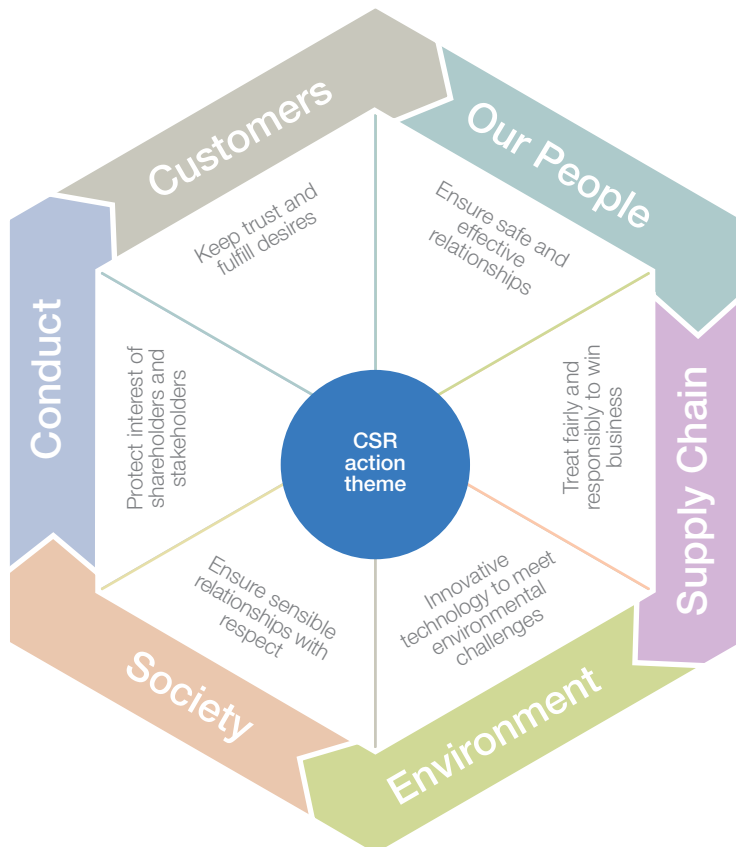 Customers
Keep trust and
fulfill desires
Our People
Ensure safe and
effective
relationships
Supply Chain
Treat fairly and
responsibly to win
business
Environment
Innovative
technology to meet
environmental
challenges
Society
Ensure sensible
relationships with
respect
Conduct
Protect interest of
shareholders and
stakeholders
CSR
action
theme